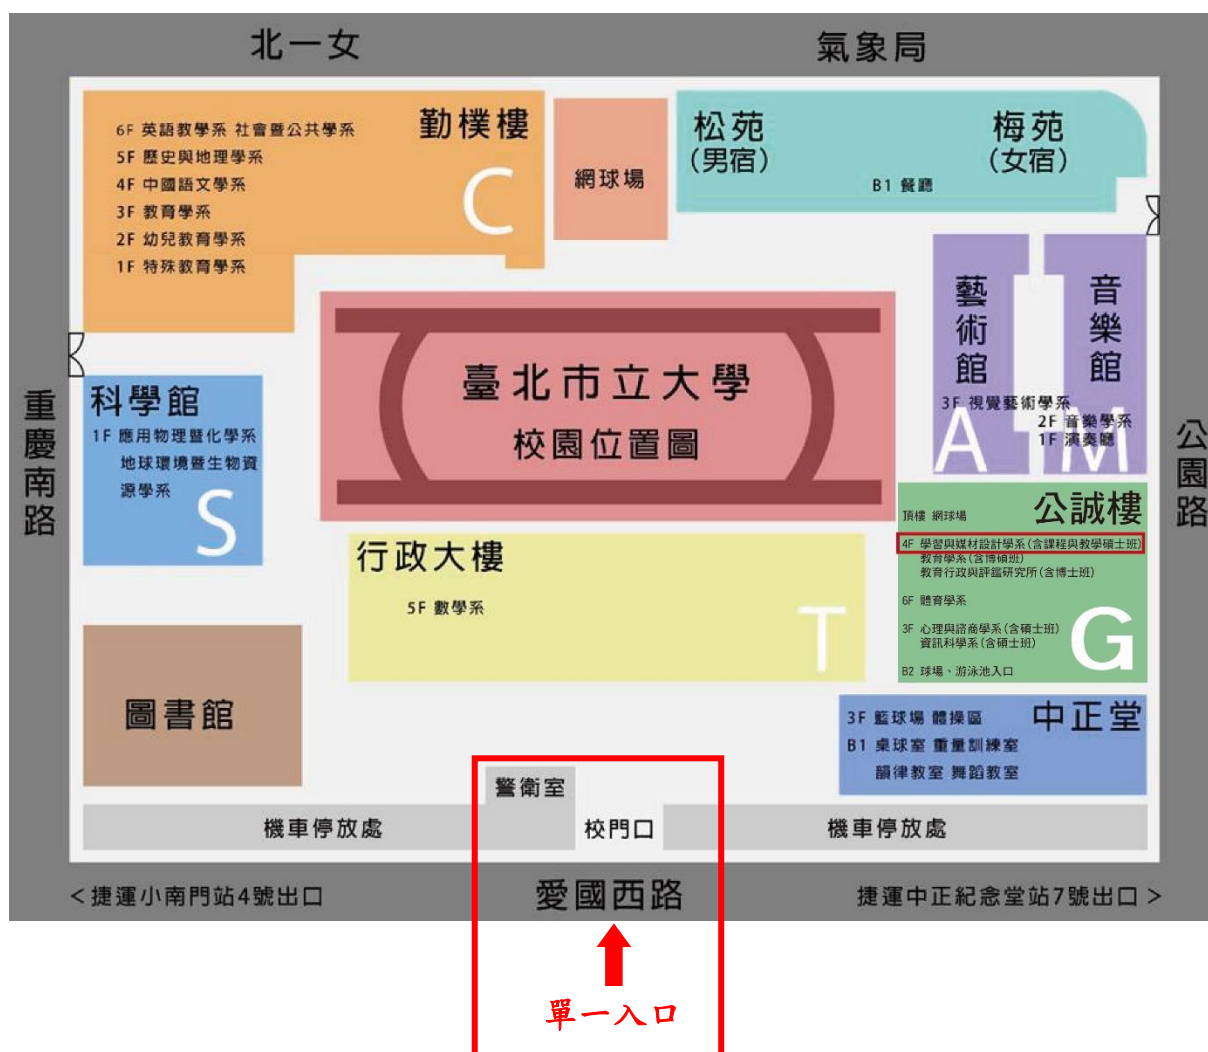 北一女
氣象局
勤樸樓
6F 英語教學系 社會暨公共學系
5F 歷史與地理學系
4F 中國語文學系
3F 教育學系
2F 幼兒教育學系
1F 特殊教育學系
C
網球場
松苑
(男宿)
梅苑
(女宿)
B1 餐廳
藝術館
音樂館
3F 視覺藝術學系
2F 音樂學系
1F 演奏廳
A
M
臺北市立大學
校園位置圖
重慶南路
公園路
科學館
1F 應用物理暨化學系
地球環境暨生物資
源學系
S
公誠樓
頂樓 網球場
4F 學習與媒材設計學系(含課程與教學碩士班)
教育學系(含博碩班)
教育行政與評鑑研究所(含博士班)
6F 體育學系
3F 心理與諮商學系(含碩士班)
資訊科學系(含碩士班)
B2 球場、游泳池入口
G
行政大樓
5F 數學系
T
圖書館
中正堂
3F 籃球場 體操區
B1 桌球室 重量訓練室
韻律教室 舞蹈教室
警衛室
機車停放處
校門口
機車停放處
<捷運小南門站4號出口
愛國西路
捷運中正紀念堂站7號出口>
單一入口